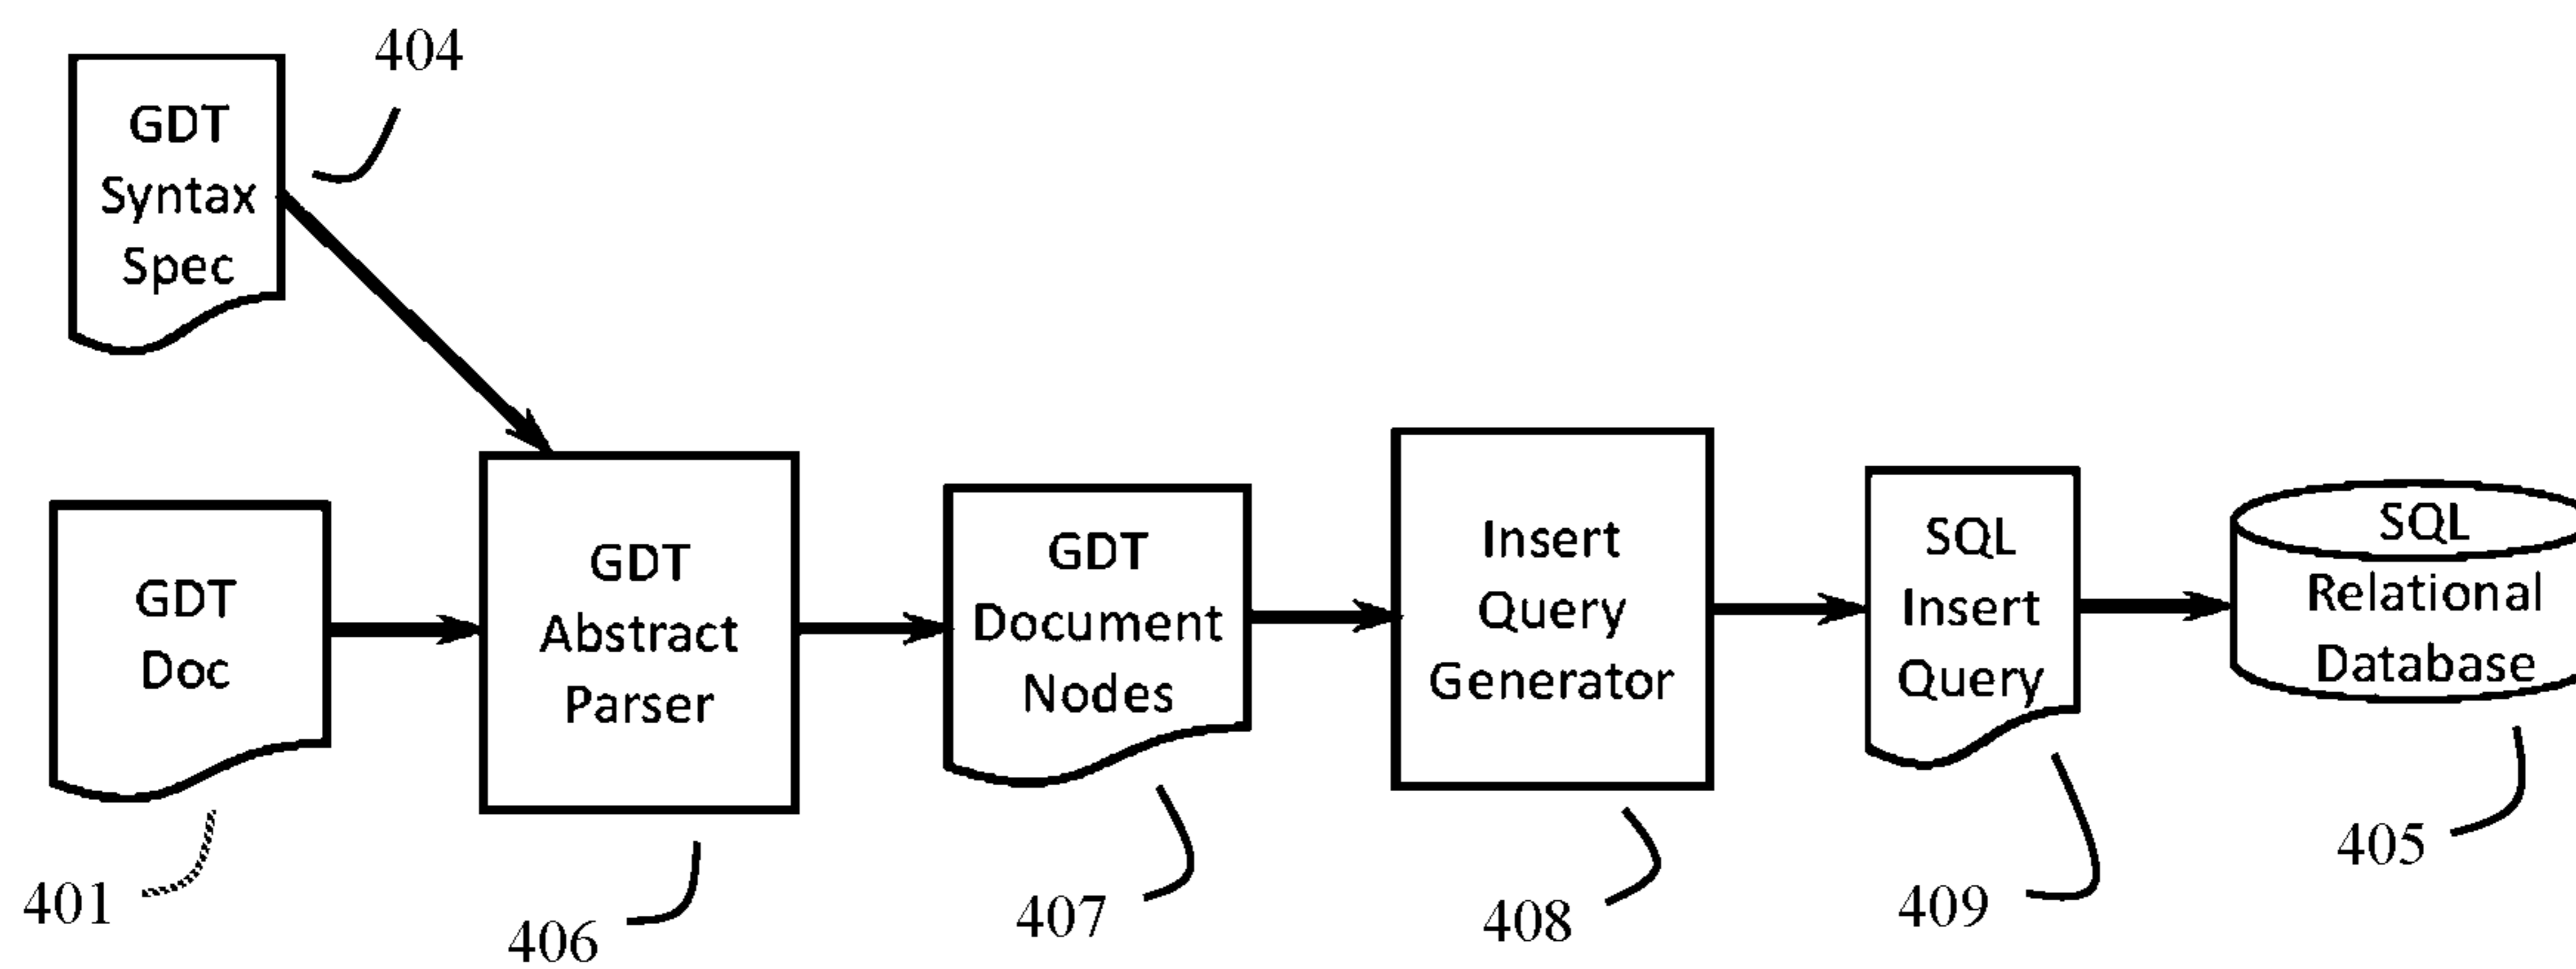 404
GDT
Syntax
Spec
GDT
Doc
401
GDT
Abstract
Parser
406
GDT
Document
Nodes
407
Insert
Query
Generator
408
SQL
Insert
Query
409
SQL
Relational
Database
405